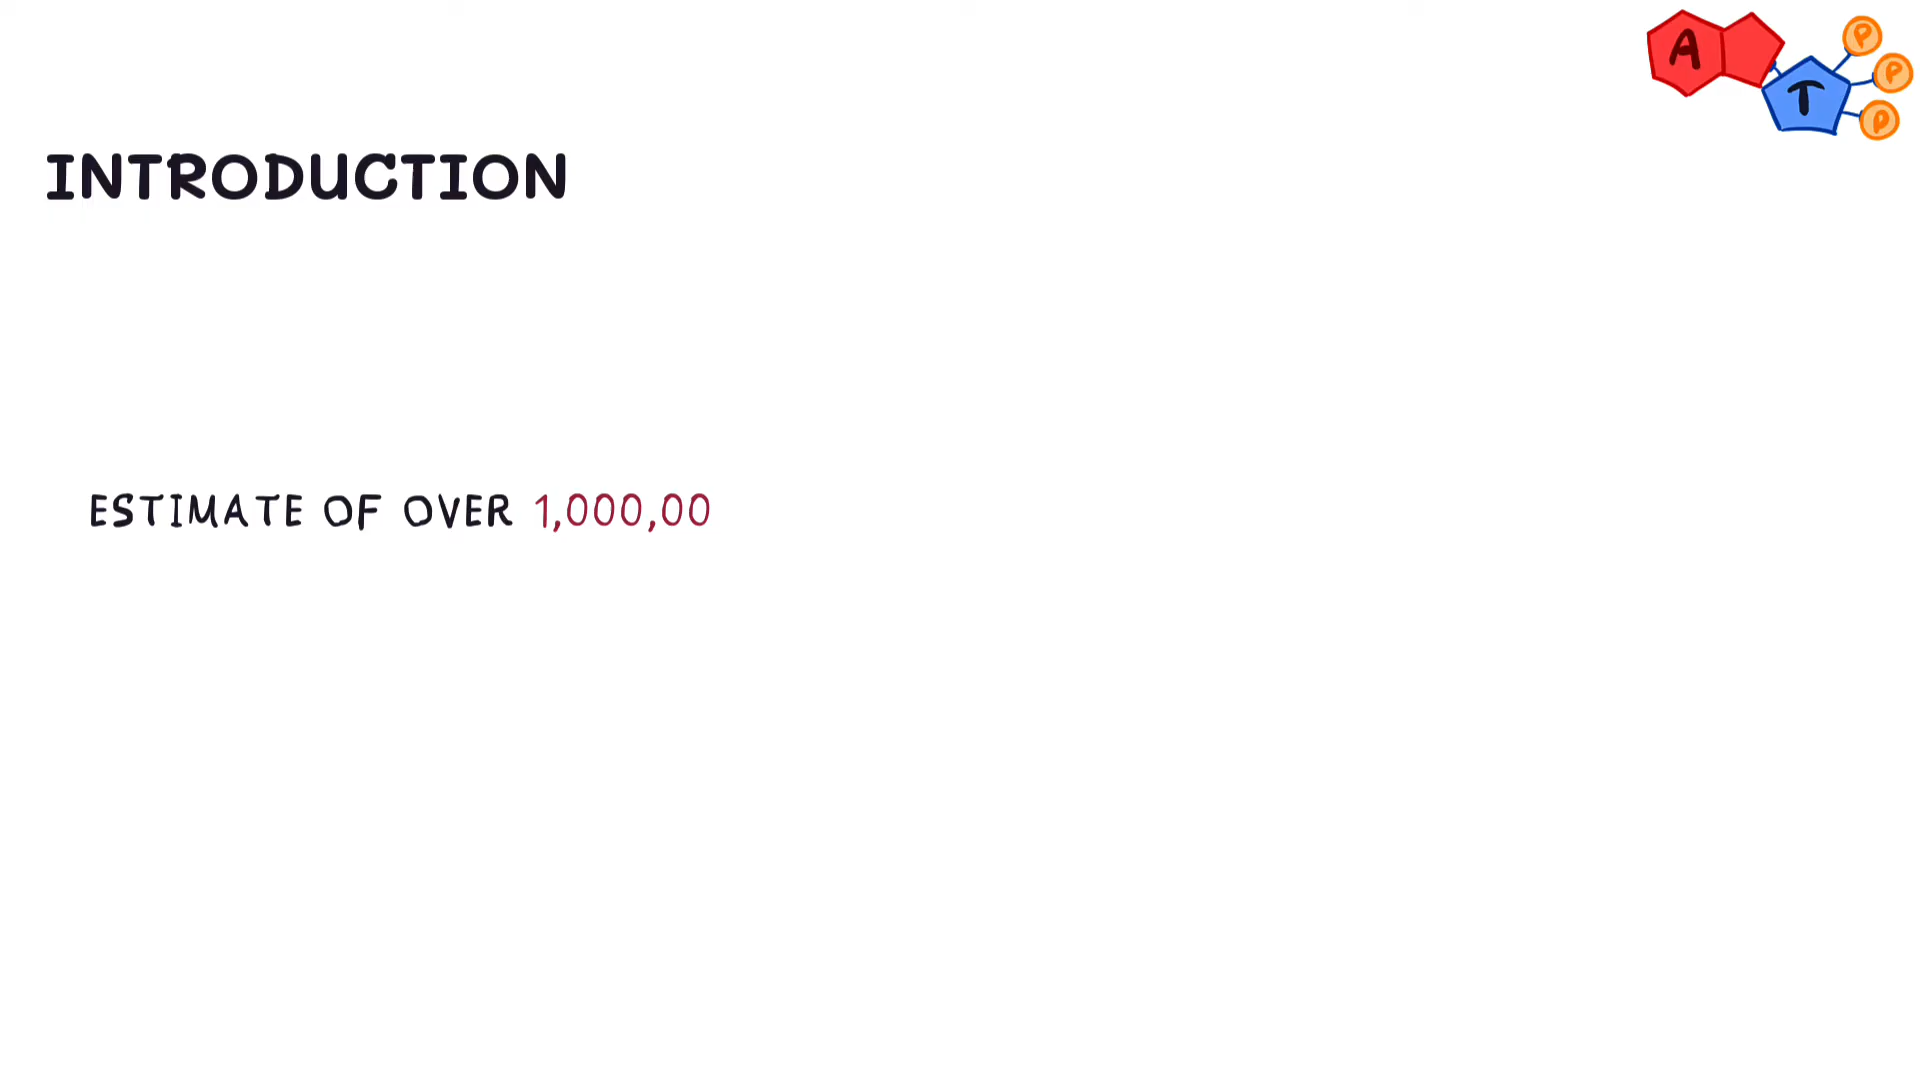 A T P P P
INTRODUCTION
ESTIMATE OF OVER 1,000,00